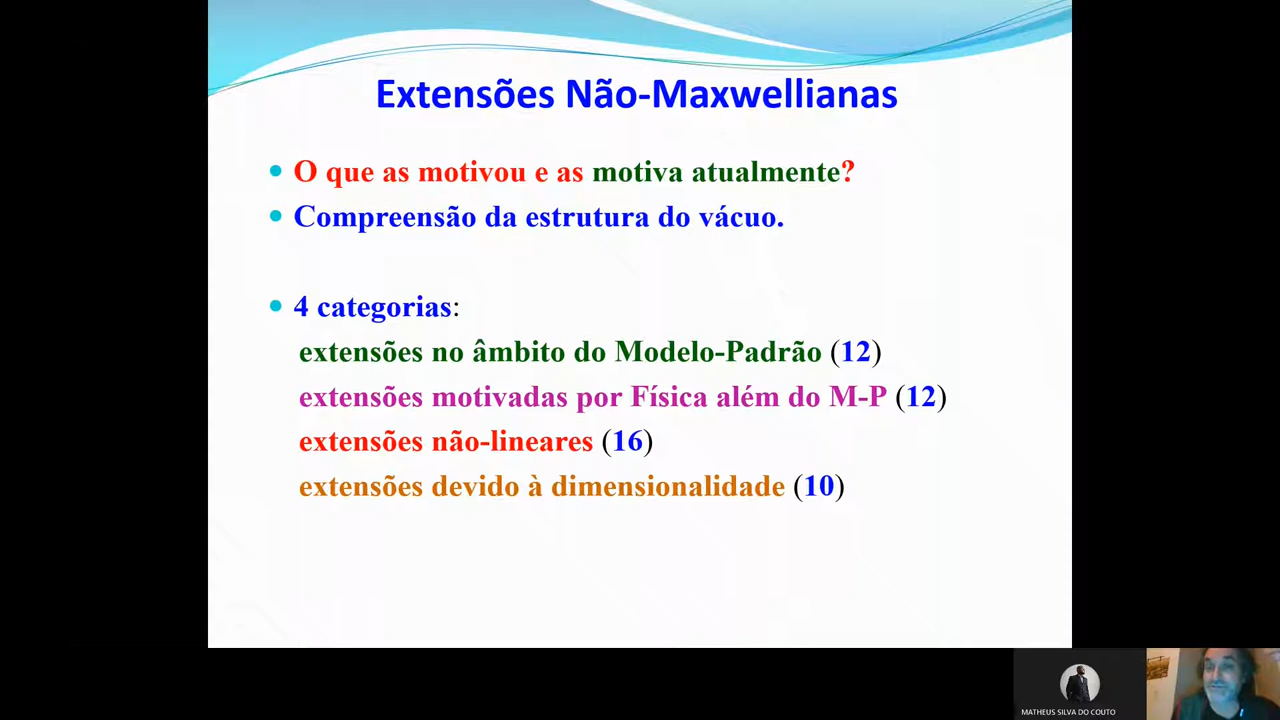 Extensões Não-Maxwellianas
O que as motivou e as motiva atualmente?
Compreensão da estrutura do vácuo.
4 categorias:
extensões no âmbito do Modelo-Padrão (12)
extensões motivadas por Física além do M-P (12)
extensões não-lineares (16)
extensões devido à dimensionalidade (10)
MATHEUS SILVA DO COUTO